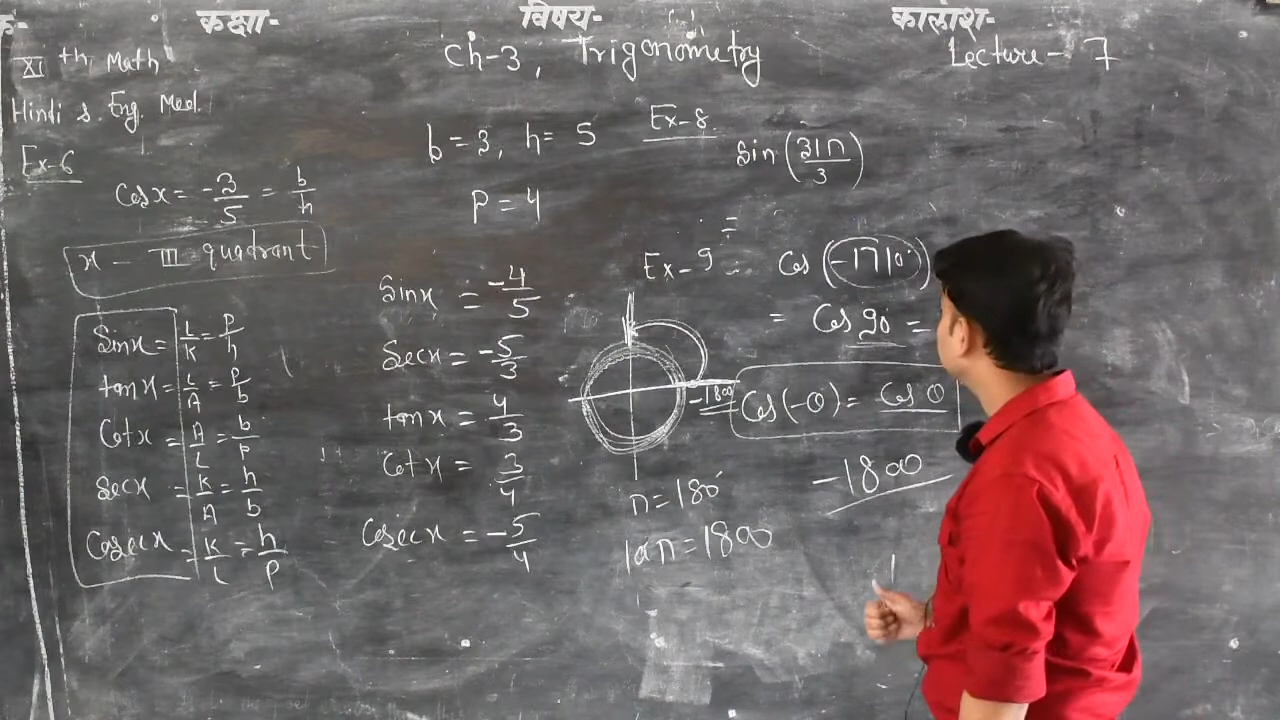 कक्षा-
विषय-
कालांश-
XI th Math
Ch-3, Trigonometry
Lecture- 7
Hindi & Eng. Med.
Ex-6
Cos x = -3/5 = b/h
x - III quadrant
Sin x = L/K = P/h
tan x = L/A = P/b
Cot x = A/L = b/P
Sec x = K/A = h/b
Cosec x = K/L = h/P
b=3, h= 5
P = 4
Sin x = -4/5
Sec x = -5/3
tan x = 4/3
Cot x = 3/4
Cosec x = -5/4
Ex-8
Sin (31π/3)
=
Ex-9
Cos (-1710°)
= Cos 90 =
-1800
Cos(-θ) = Cos θ
-1800
π=180°
10π=1800